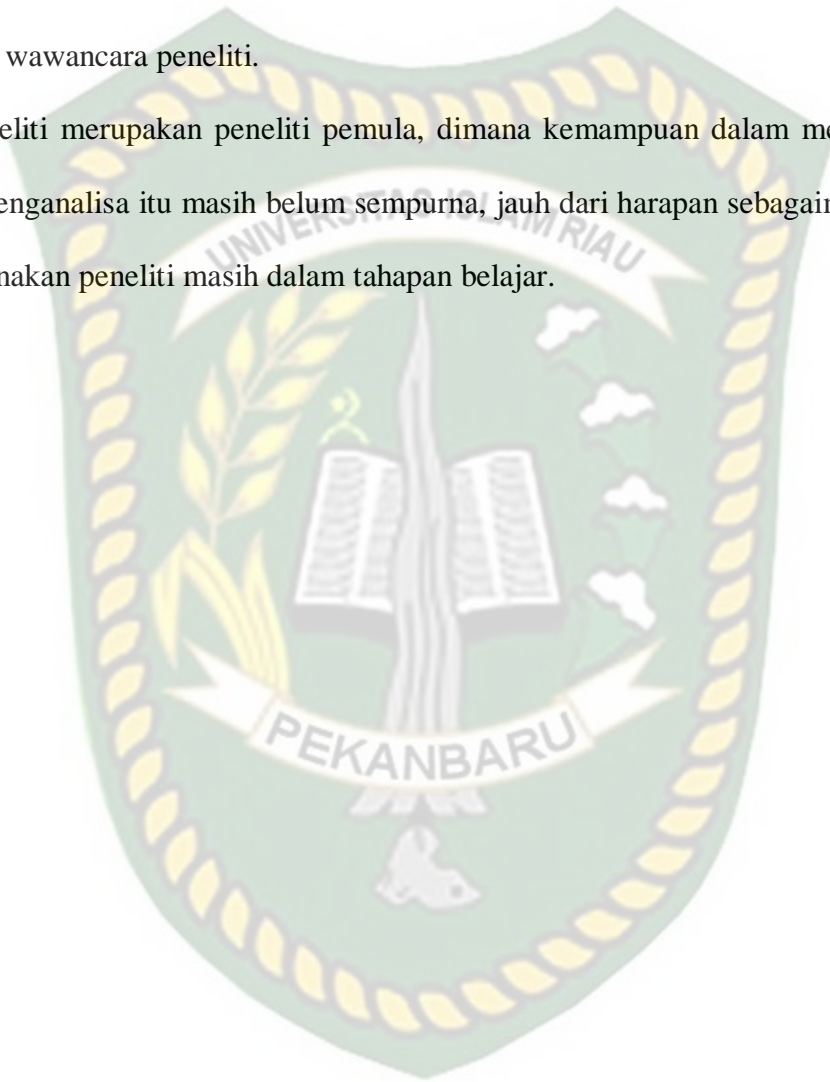 wawancara peneliti.
eliti merupakan peneliti pemula, dimana kemampuan dalam me
enganalisa itu masih belum sempurna, jauh dari harapan sebagain
nakan peneliti masih dalam tahapan belajar.
UNIVERSITAS ISLAM RIAU
PEKANBARU